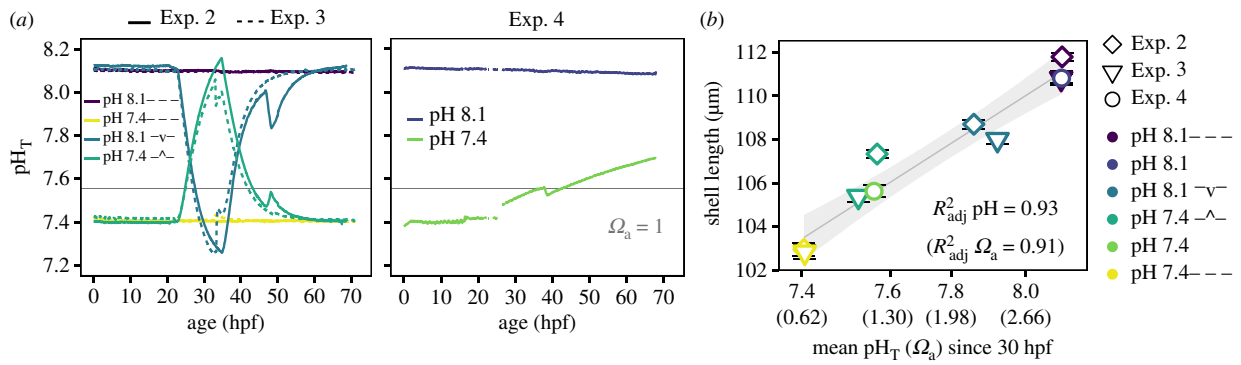 (a)
Exp. 2
Exp. 3
Exp. 4
pH_T
8.2
8.0
7.8
7.6
7.4
7.2
pH 8.1– – –
pH 7.4– – –
pH 8.1 –v–
pH 7.4 –^–
0 10 20 30 40 50 60 70
age (hpf)
pH 8.1
pH 7.4
Ω_a = 1
0 10 20 30 40 50 60 70
age (hpf)
(b)
shell length (µm)
112
110
108
106
104
102
R²_adj pH = 0.93
(R²_adj Ω_a = 0.91)
7.4 7.6 7.8 8.0
(0.62) (1.30) (1.98) (2.66)
mean pH_T (Ω_a) since 30 hpf
Exp. 2
Exp. 3
Exp. 4
pH 8.1– – –
pH 8.1
pH 8.1 –v–
pH 7.4 –^–
pH 7.4
pH 7.4– – –